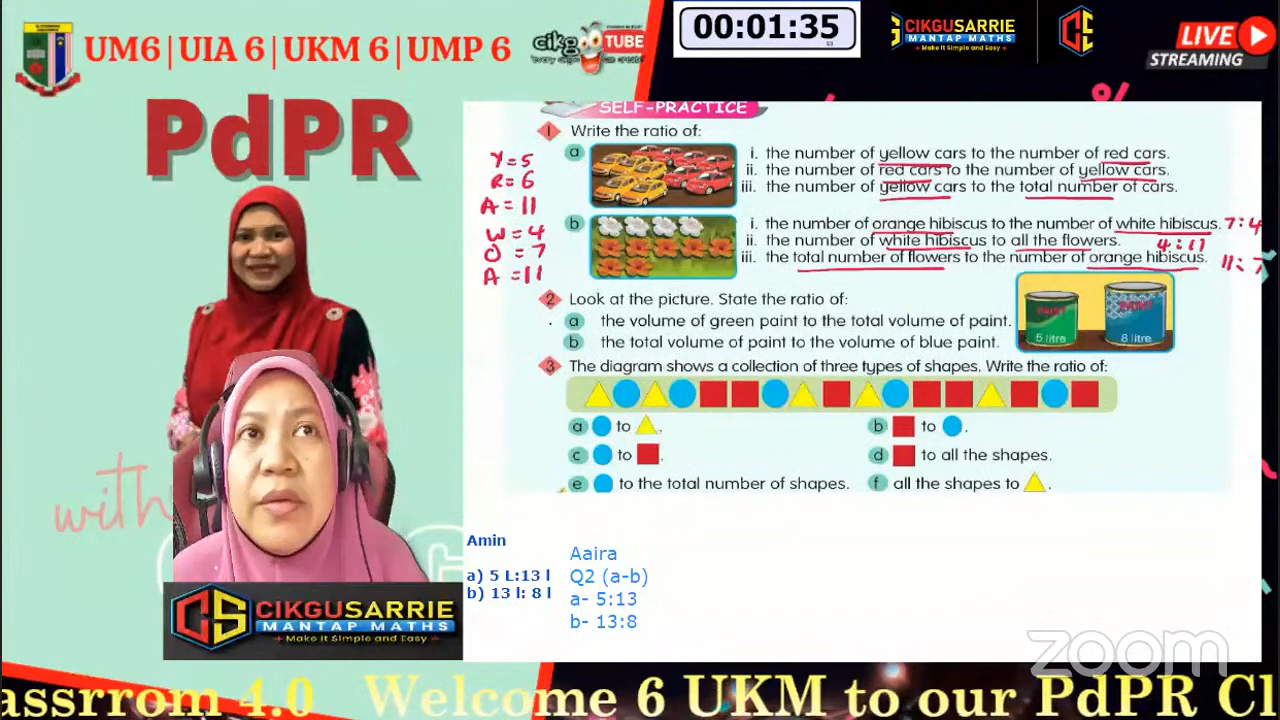 UM6|UIA 6|UKM 6|UMP 6
cikgooTUBE
00:01:35
CIKGUSARRIE
MANTAP MATHS
Make It Simple and Easy
LIVE
STREAMING
PdPR
SELF-PRACTICE
1 Write the ratio of:
a
i. the number of yellow cars to the number of red cars.
ii. the number of red cars to the number of yellow cars.
iii. the number of yellow cars to the total number of cars.
Y=5
R=6
A=11
b
i. the number of orange hibiscus to the number of white hibiscus. 7:4
ii. the number of white hibiscus to all the flowers. 4:11
iii. the total number of flowers to the number of orange hibiscus. 11:7
W=4
O=7
A=11
2 Look at the picture. State the ratio of:
a the volume of green paint to the total volume of paint.
b the total volume of paint to the volume of blue paint.
PAINT
5 litre
PAINT
8 litre
3 The diagram shows a collection of three types of shapes. Write the ratio of:
a to .
b to .
c to .
d to all the shapes.
e to the total number of shapes.
f all the shapes to .
with
Amin
a) 5 L:13 l
b) 13 l: 8 l
Aaira
Q2 (a-b)
a- 5:13
b- 13:8
CIKGUSARRIE
MANTAP MATHS
Make It Simple and Easy
zoom
assrrom 4.0 Welcome 6 UKM to our PdPR Cl